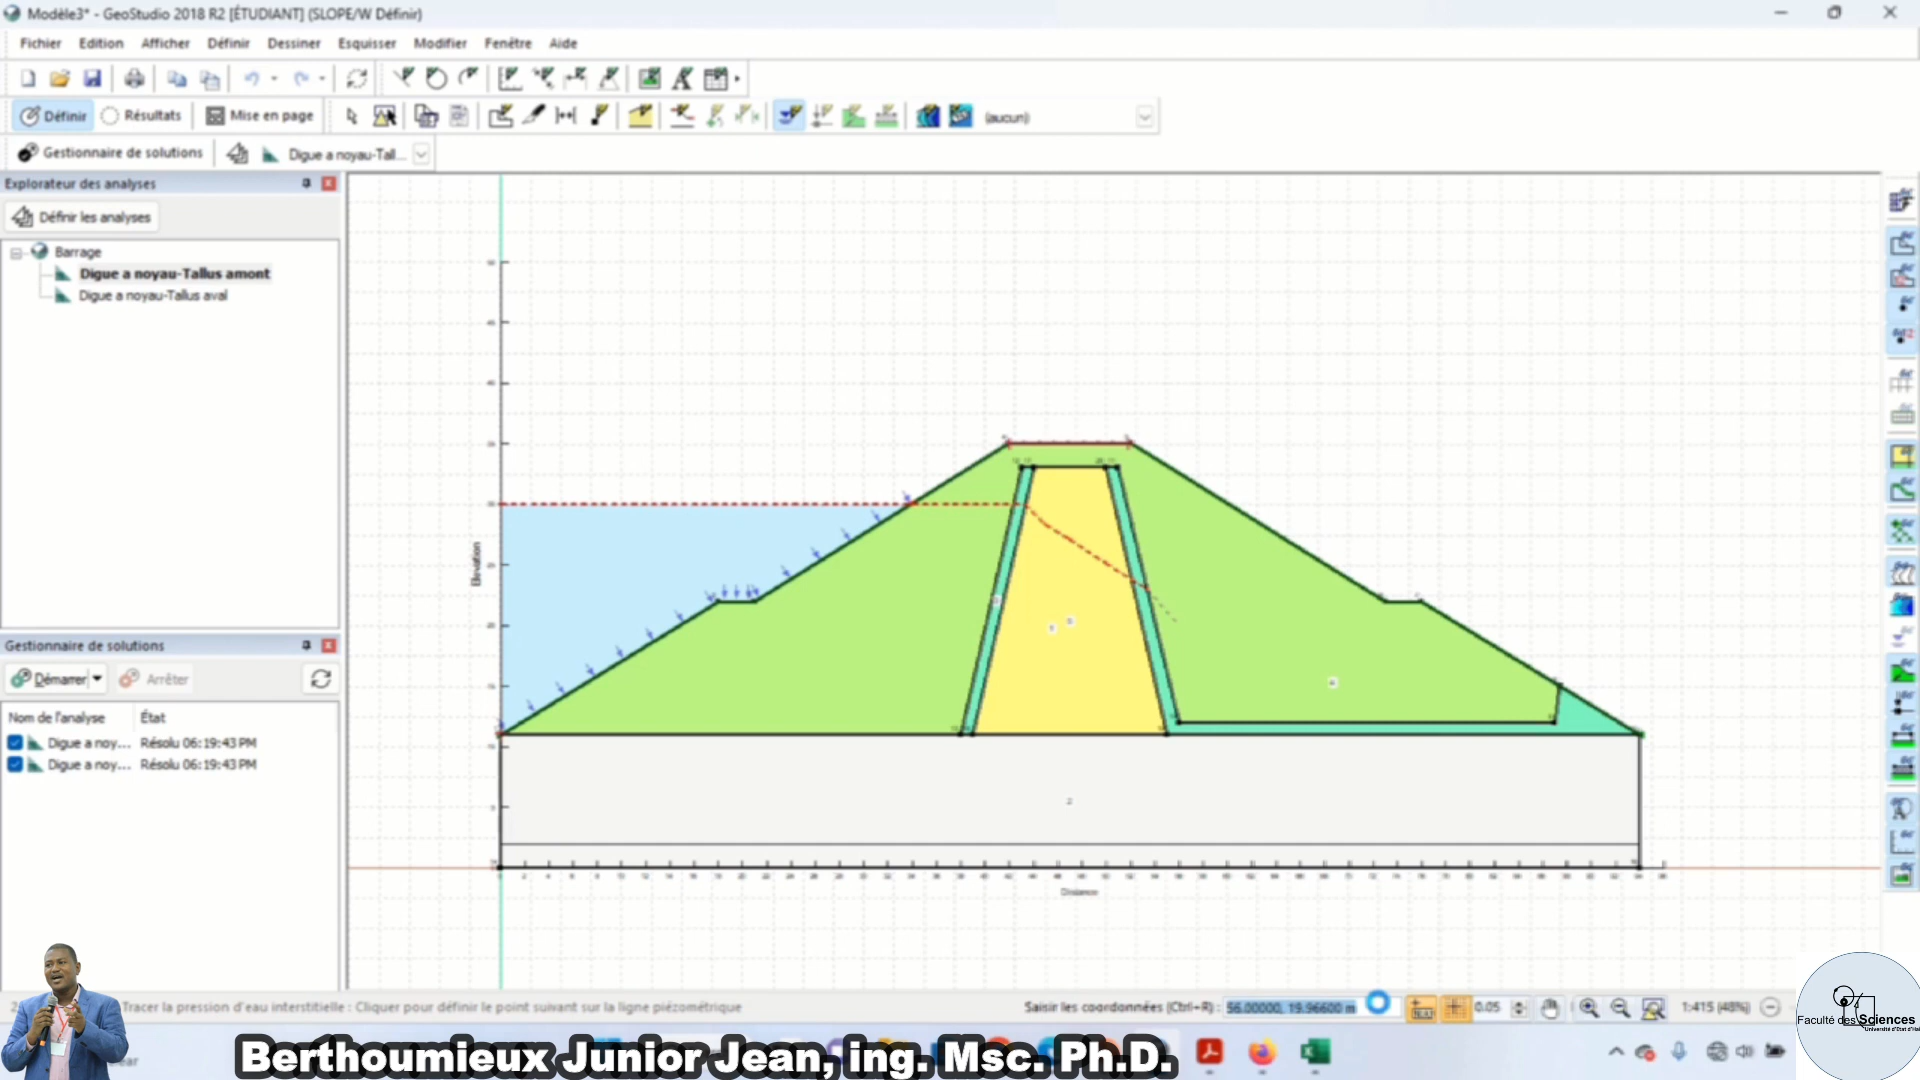 Modèle3* - GeoStudio 2018 R2 [ÉTUDIANT] (SLOPE/W Définir)
Fichier Edition Afficher Définir Dessiner Esquisser Modifier Fenêtre Aide
Définir Résultats Mise en page (aucun)
Gestionnaire de solutions Digue a noyau-Tall...
Explorateur des analyses
Définir les analyses
Barrage
Digue a noyau-Tallus amont
Digue a noyau-Tallus aval
Elevation
Gestionnaire de solutions
Démarrer Arrêter
Nom de l'analyse État
Digue a noy... Résolu 06:19:43 PM
Digue a noy... Résolu 06:19:43 PM
2
Distance
Tracer la pression d'eau interstitielle : Cliquer pour définir le point suivant sur la ligne piézométrique
Saisir les coordonnées (Ctrl+R) : 56.00000, 19.96600 m 0.05 1:415 (48%)
Faculté des Sciences
Berthoumieux Junior Jean, ing. Msc. Ph.D.